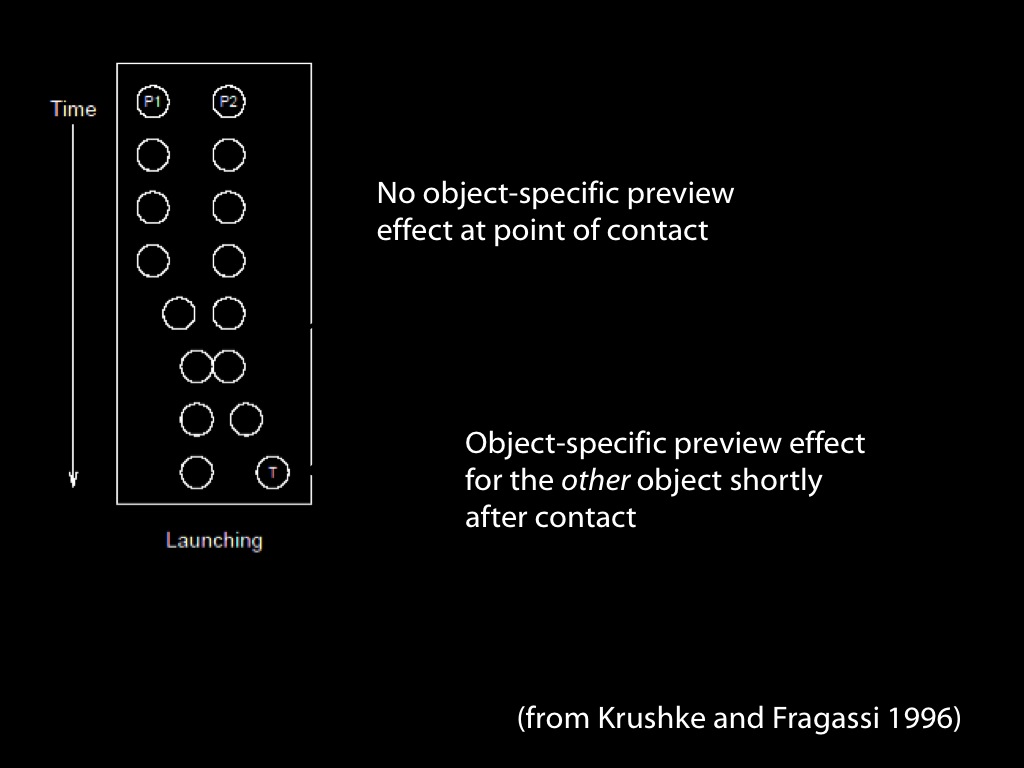 Time
P1 P2
No object-specific preview
effect at point of contact
Object-specific preview effect
for the other object shortly
after contact
T
Launching
(from Krushke and Fragassi 1996)